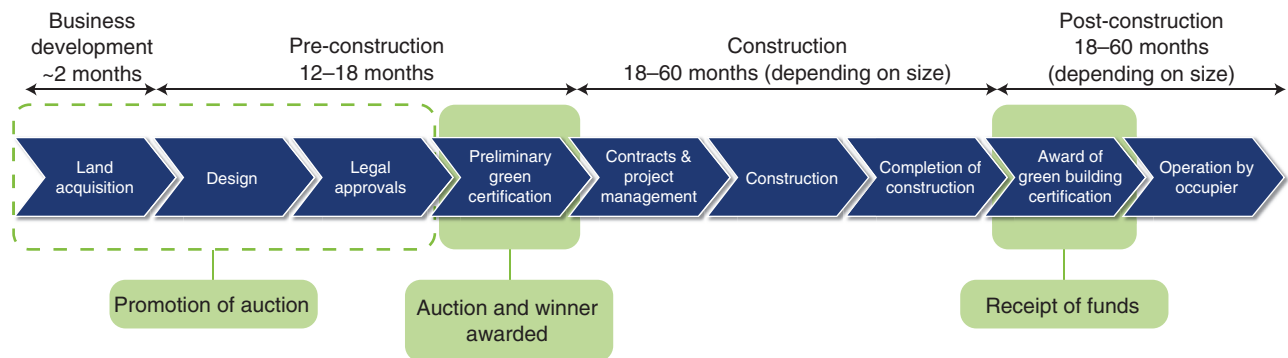 Business
development
~2 months
Pre-construction
12–18 months
Construction
18–60 months (depending on size)
Post-construction
18–60 months
(depending on size)
Land
acquisition
Design
Legal
approvals
Preliminary
green
certification
Contracts &
project
management
Construction
Completion of
construction
Award of
green building
certification
Operation by
occupier
Promotion of auction
Auction and winner
awarded
Receipt of funds